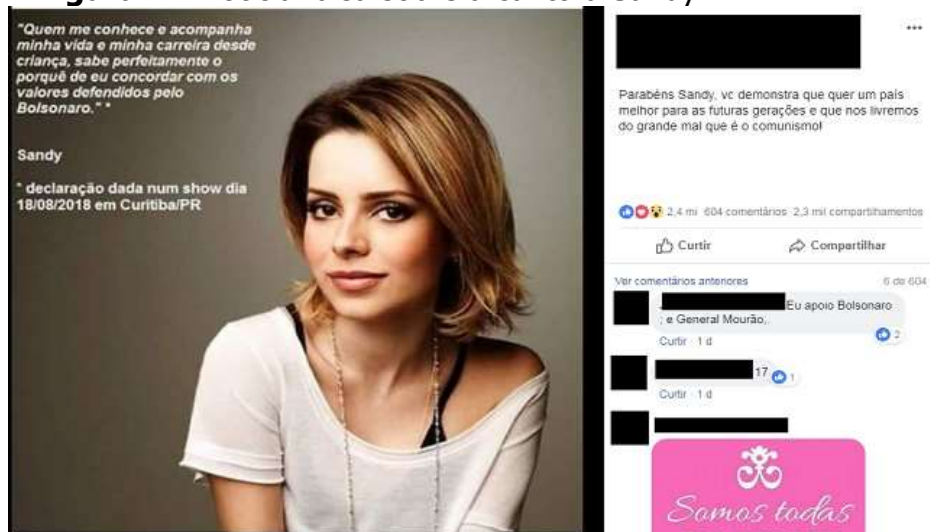 "Quem me conhece e acompanha
minha vida e minha carreira desde
criança, sabe perfeitamente o
porquê de eu concordar com os
valores defendidos pelo
Bolsonaro." *
Sandy
* declaração dada num show dia
18/08/2018 em Curitiba/PR
Parabéns Sandy, vc demonstra que quer um país
melhor para as futuras gerações e que nos livremos
do grande mal que é o comunismo!
2,4 mi 604 comentários 2,3 mil compartilhamentos
Curtir Compartilhar
Ver comentários anteriores 6 de 604
Eu apoio Bolsonaro
; e General Mourão,.
2
Curtir · 1 d
17
1
Curtir · 1 d
Somos todas